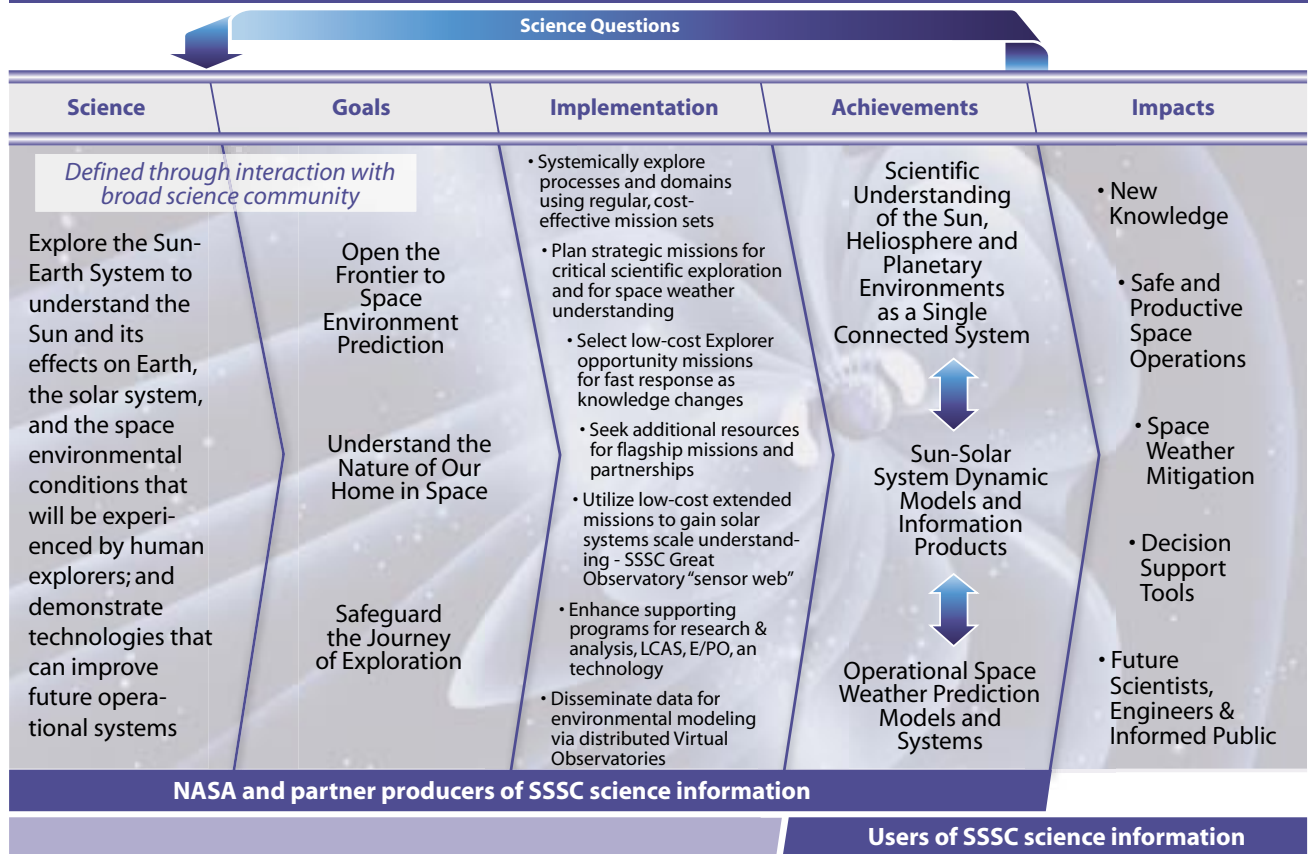 Science Questions
Science
Goals
Implementation
Achievements
Impacts
Defined through interaction with
broad science community
Explore the Sun-
Earth System to
understand the
Sun and its
effects on Earth,
the solar system,
and the space
environmental
conditions that
will be experi-
enced by human
explorers; and
demonstrate
technologies that
can improve
future opera-
tional systems
Open the
Frontier to
Space
Environment
Prediction
Understand the
Nature of Our
Home in Space
Safeguard
the Journey
of Exploration
• Systemically explore
processes and domains
using regular, cost-
effective mission sets
• Plan strategic missions for
critical scientific exploration
and for space weather
understanding
• Select low-cost Explorer
opportunity missions
for fast response as
knowledge changes
• Seek additional resources
for flagship missions and
partnerships
• Utilize low-cost extended
missions to gain solar
systems scale understand-
ing - SSSC Great
Observatory “sensor web”
• Enhance supporting
programs for research &
analysis, LCAS, E/PO, an
technology
• Disseminate data for
environmental modeling
via distributed Virtual
Observatories
Scientific
Understanding
of the Sun,
Heliosphere and
Planetary
Environments
as a Single
Connected System
Sun-Solar
System Dynamic
Models and
Information
Products
Operational Space
Weather Prediction
Models and
Systems
• New
Knowledge
• Safe and
Productive
Space
Operations
• Space
Weather
Mitigation
• Decision
Support
Tools
• Future
Scientists,
Engineers &
Informed Public
NASA and partner producers of SSSC science information
Users of SSSC science information